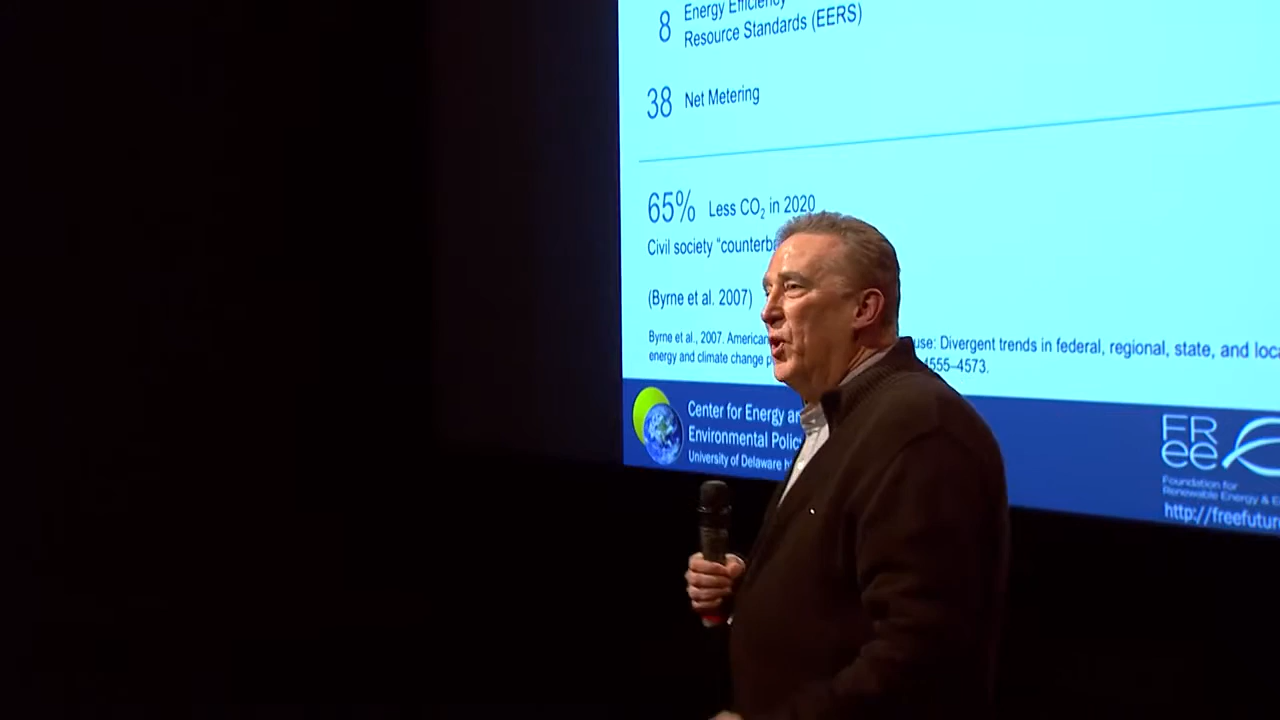 8 Energy Efficiency
Resource Standards (EERS)
38 Net Metering
65% Less CO₂ in 2020
Civil society “counterba
(Byrne et al. 2007)
Byrne et al., 2007. American use: Divergent trends in federal, regional, state, and loca
energy and climate change p 4555–4573.
Center for Energy an
Environmental Polic
University of Delaware h
FREE
Foundation for
Renewable Energy & E
http://freefutur